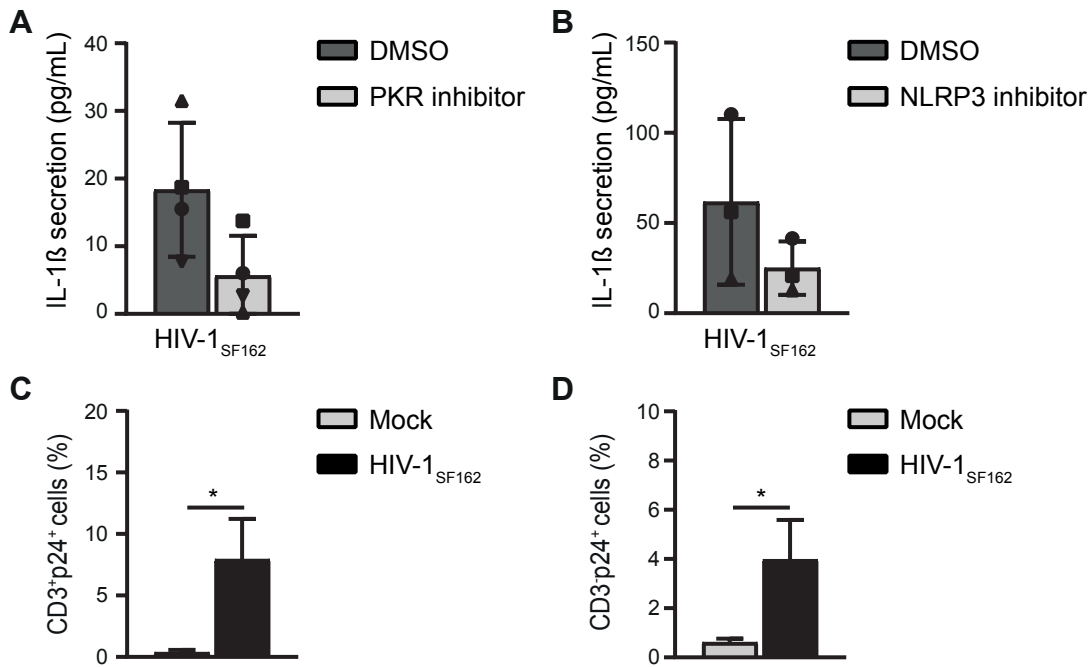 A
IL-1ß secretion (pg/mL)
40
30
20
10
0
HIV-1SF162
DMSO
PKR inhibitor
B
IL-1ß secretion (pg/mL)
150
100
50
0
HIV-1SF162
DMSO
NLRP3 inhibitor
C
CD3+p24+ cells (%)
20
15
10
5
0
*
Mock
HIV-1SF162
D
CD3-p24+ cells (%)
10
8
6
4
2
0
*
Mock
HIV-1SF162